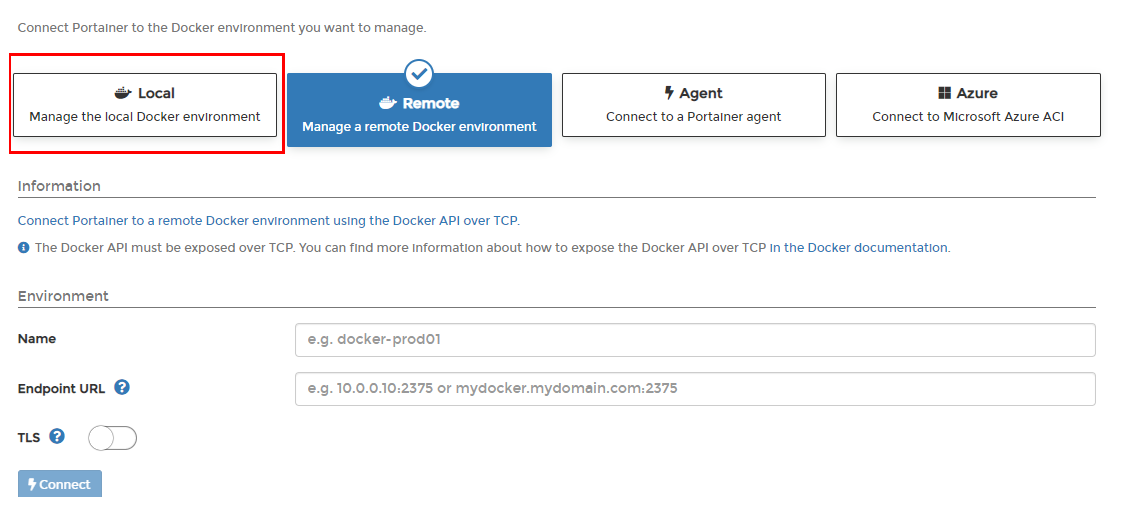 Connect Portainer to the Docker environment you want to manage.
Local
Manage the local Docker environment
Remote
Manage a remote Docker environment
Agent
Connect to a Portainer agent
Azure
Connect to Microsoft Azure ACI
Information
Connect Portainer to a remote Docker environment using the Docker API over TCP.
The Docker API must be exposed over TCP. You can find more information about how to expose the Docker API over TCP in the Docker documentation.
Environment
Name
e.g. docker-prod01
Endpoint URL
e.g. 10.0.0.10:2375 or mydocker.mydomain.com:2375
TLS
Connect